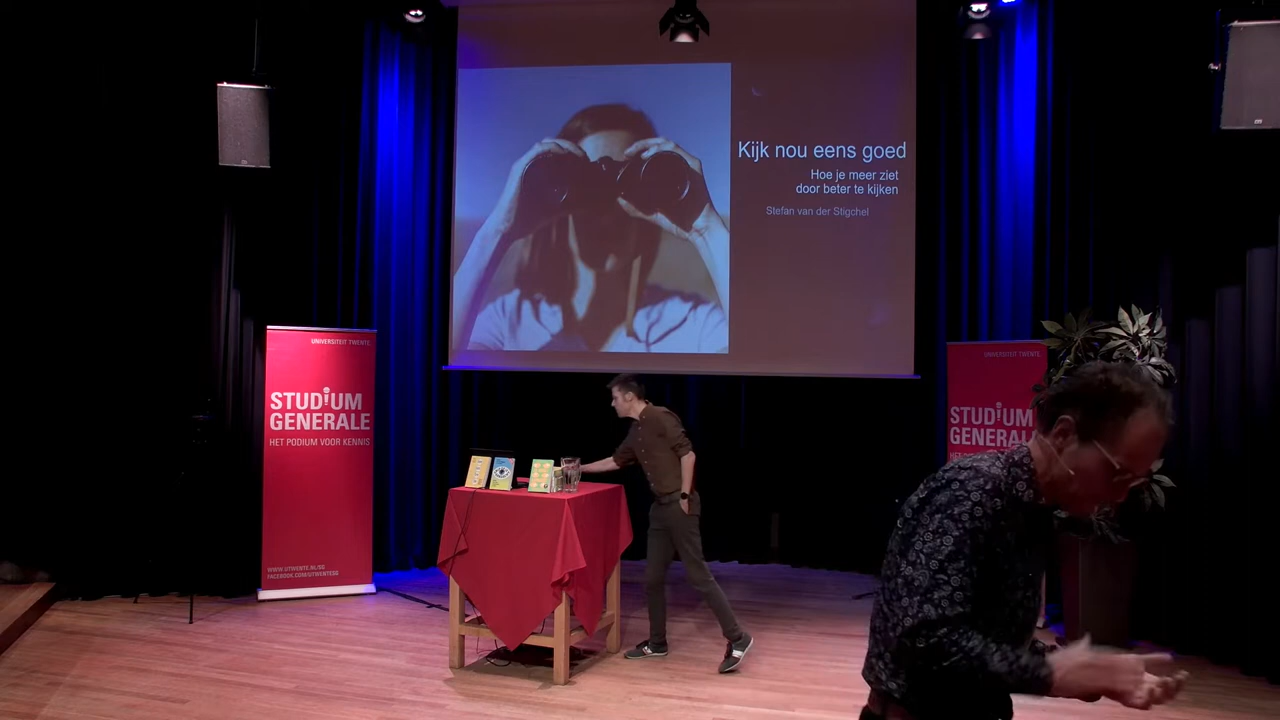 Kijk nou eens goed
Hoe je meer ziet
door beter te kijken
Stefan van der Stigchel
UNIVERSITEIT TWENTE.
STUDIUM
GENERALE
HET PODIUM VOOR KENNIS
WWW.UTWENTE.NL/SG
FACEBOOK.COM/UTWENTESG
UNIVERSITEIT TWENTE.
STUDIUM
GENERALE